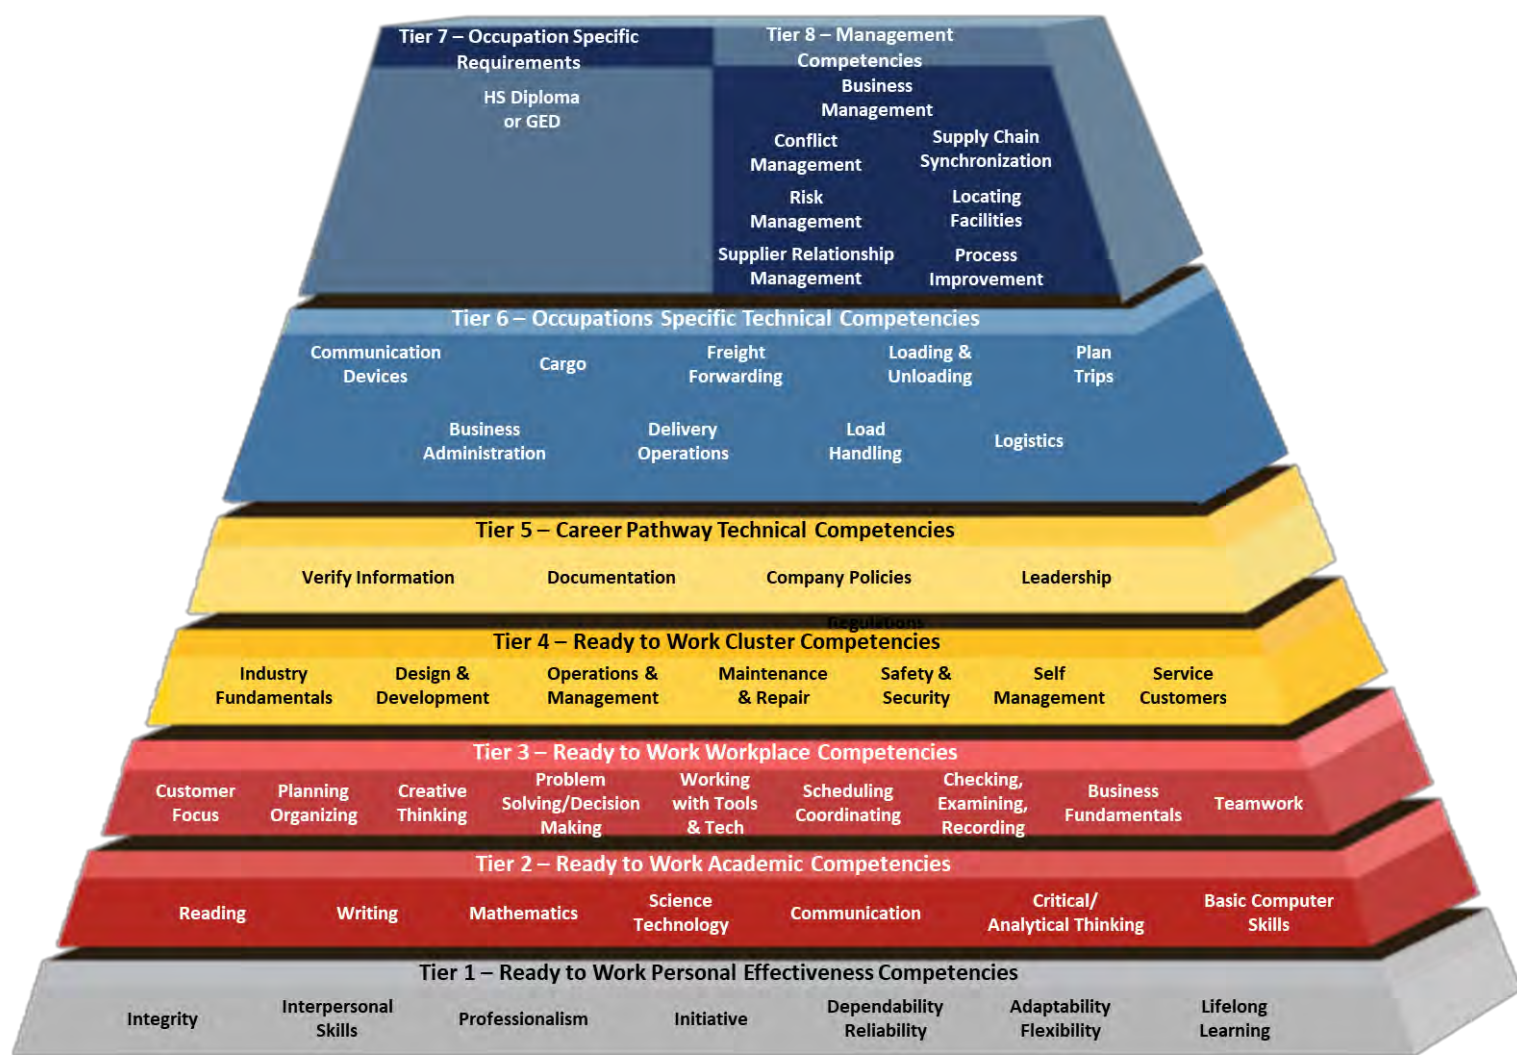 Tier 7 – Occupation Specific
Requirements
HS Diploma
or GED
Tier 8 – Management
Competencies
Business
Management
Conflict
Management
Supply Chain
Synchronization
Risk
Management
Locating
Facilities
Supplier Relationship
Management
Process
Improvement
Tier 6 – Occupations Specific Technical Competencies
Communication
Devices
Cargo
Freight
Forwarding
Loading &
Unloading
Plan
Trips
Business
Administration
Delivery
Operations
Load
Handling
Logistics
Tier 5 – Career Pathway Technical Competencies
Verify Information
Documentation
Company Policies
Leadership
Regulations
Tier 4 – Ready to Work Cluster Competencies
Industry
Fundamentals
Design &
Development
Operations &
Management
Maintenance
& Repair
Safety &
Security
Self
Management
Service
Customers
Tier 3 – Ready to Work Workplace Competencies
Customer
Focus
Planning
Organizing
Creative
Thinking
Problem
Solving/Decision
Making
Working
with Tools
& Tech
Scheduling
Coordinating
Checking,
Examining,
Recording
Business
Fundamentals
Teamwork
Tier 2 – Ready to Work Academic Competencies
Reading
Writing
Mathematics
Science
Technology
Communication
Critical/
Analytical Thinking
Basic Computer
Skills
Tier 1 – Ready to Work Personal Effectiveness Competencies
Integrity
Interpersonal
Skills
Professionalism
Initiative
Dependability
Reliability
Adaptability
Flexibility
Lifelong
Learning